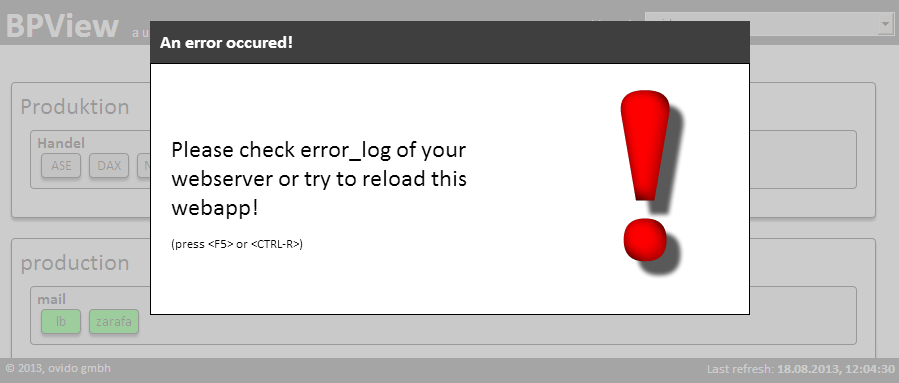 BPView a u
An error occured!
Produktion
Handel
ASE DAX
Please check error_log of your
webserver or try to reload this
webapp!
(press <F5> or <CTRL-R>)
production
mail
lb zarafa
© 2013, ovido gmbh
Last refresh: 18.08.2013, 12:04:30